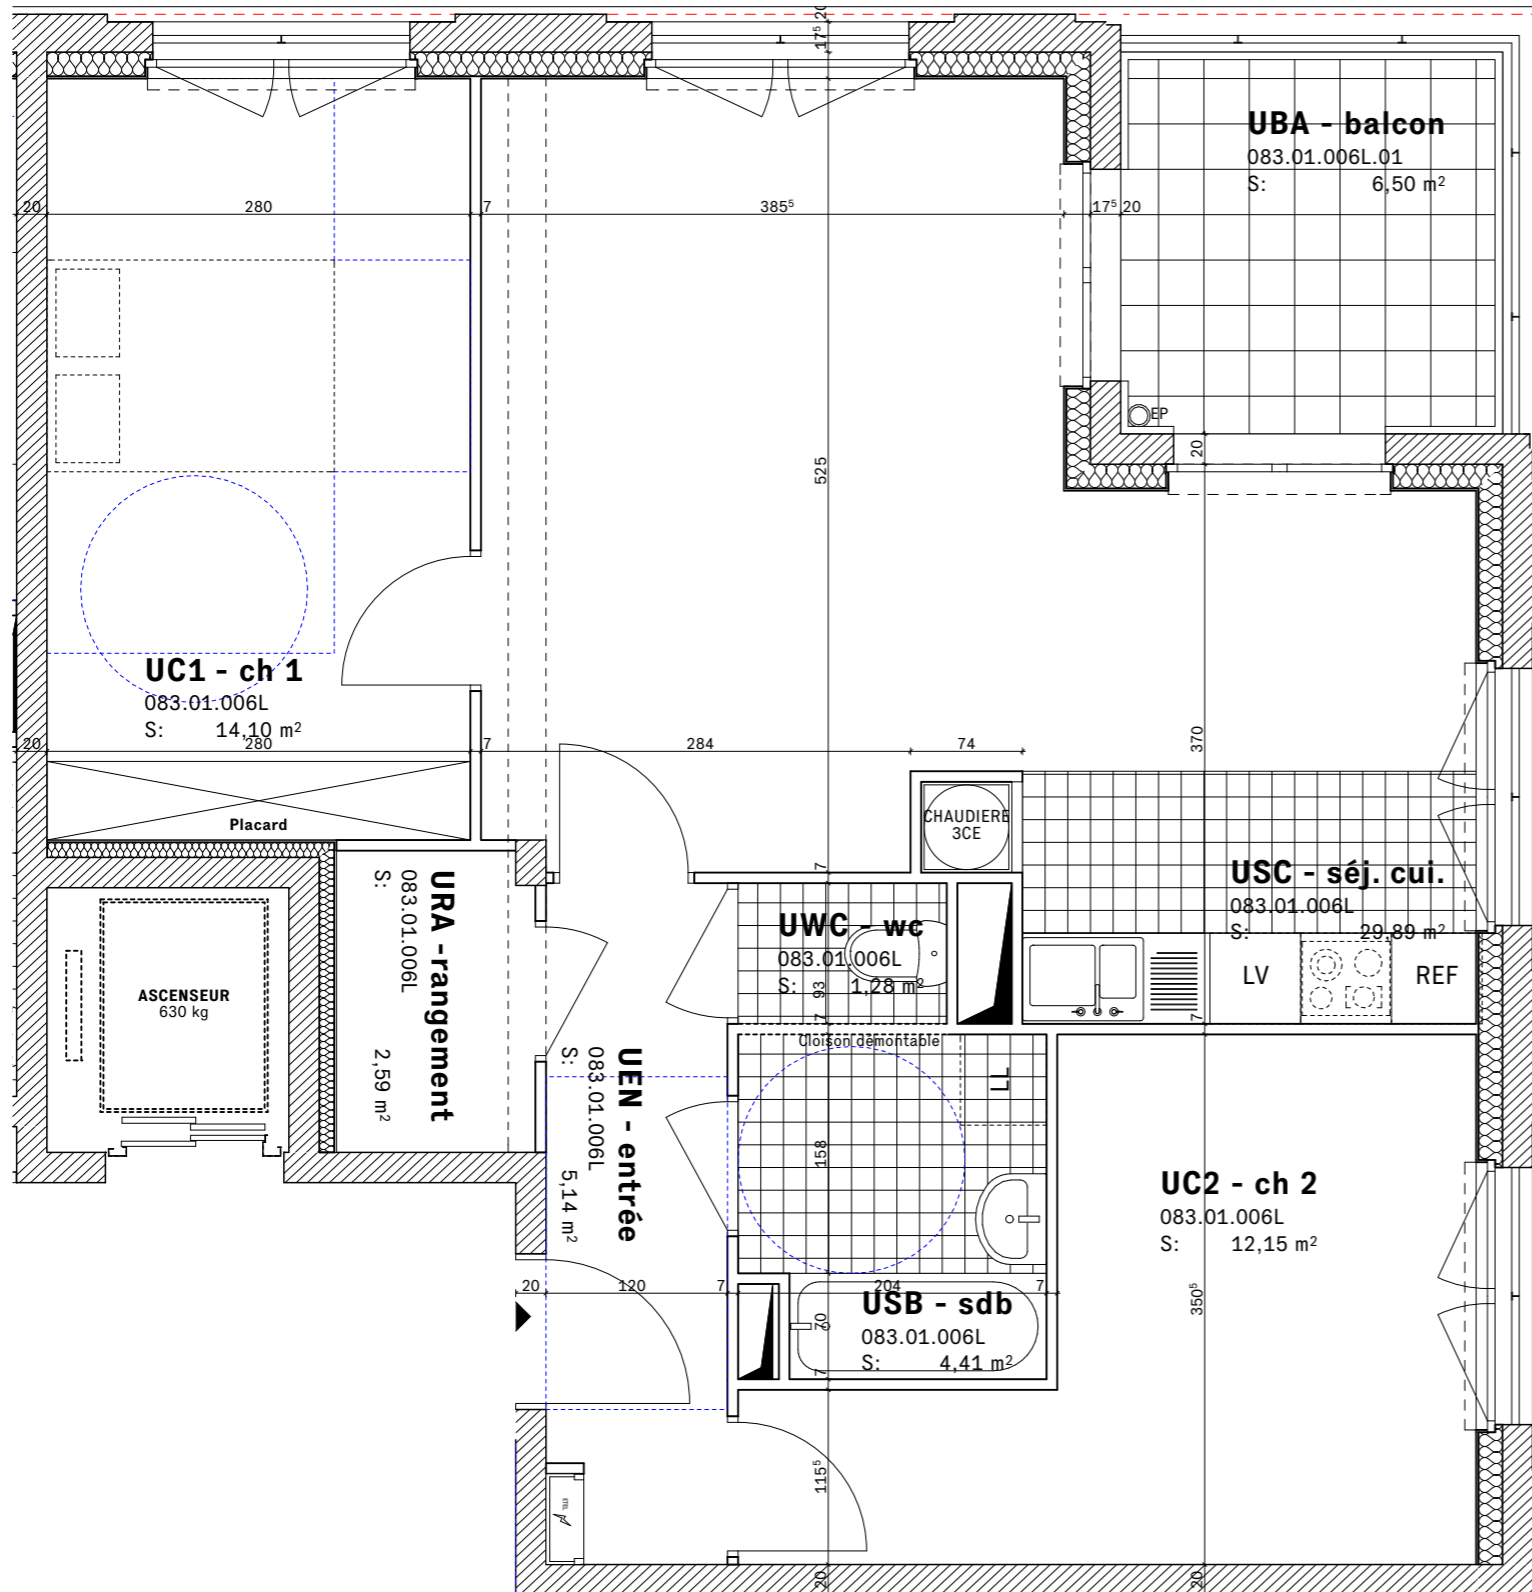 17⁵ 20
UBA - balcon
083.01.006L.01
S: 6,50 m²
20
280
7
385⁵
17⁵ 20
EP
20
525
UC1 - ch 1
083.01.006L
S: 14,10 m²
20
280
7
284
74
370
Placard
CHAUDIERE
3CE
7
USC - séj. cui.
083.01.006L
S: 29,89 m²
URA -rangement
083.01.006L
S: 2,59 m²
UWC - wc
083.01.006L
S: 1,28 m²
93
7
LV
REF
7
ASCENSEUR
630 kg
Cloison démontable
LL
UEN - entrée
083.01.006L
S: 5,14 m²
158
UC2 - ch 2
083.01.006L
S: 12,15 m²
20
120
7
204
7
350⁵
USB - sdb
083.01.006L
S: 4,41 m²
70
7
115⁵
ETEL
20
20